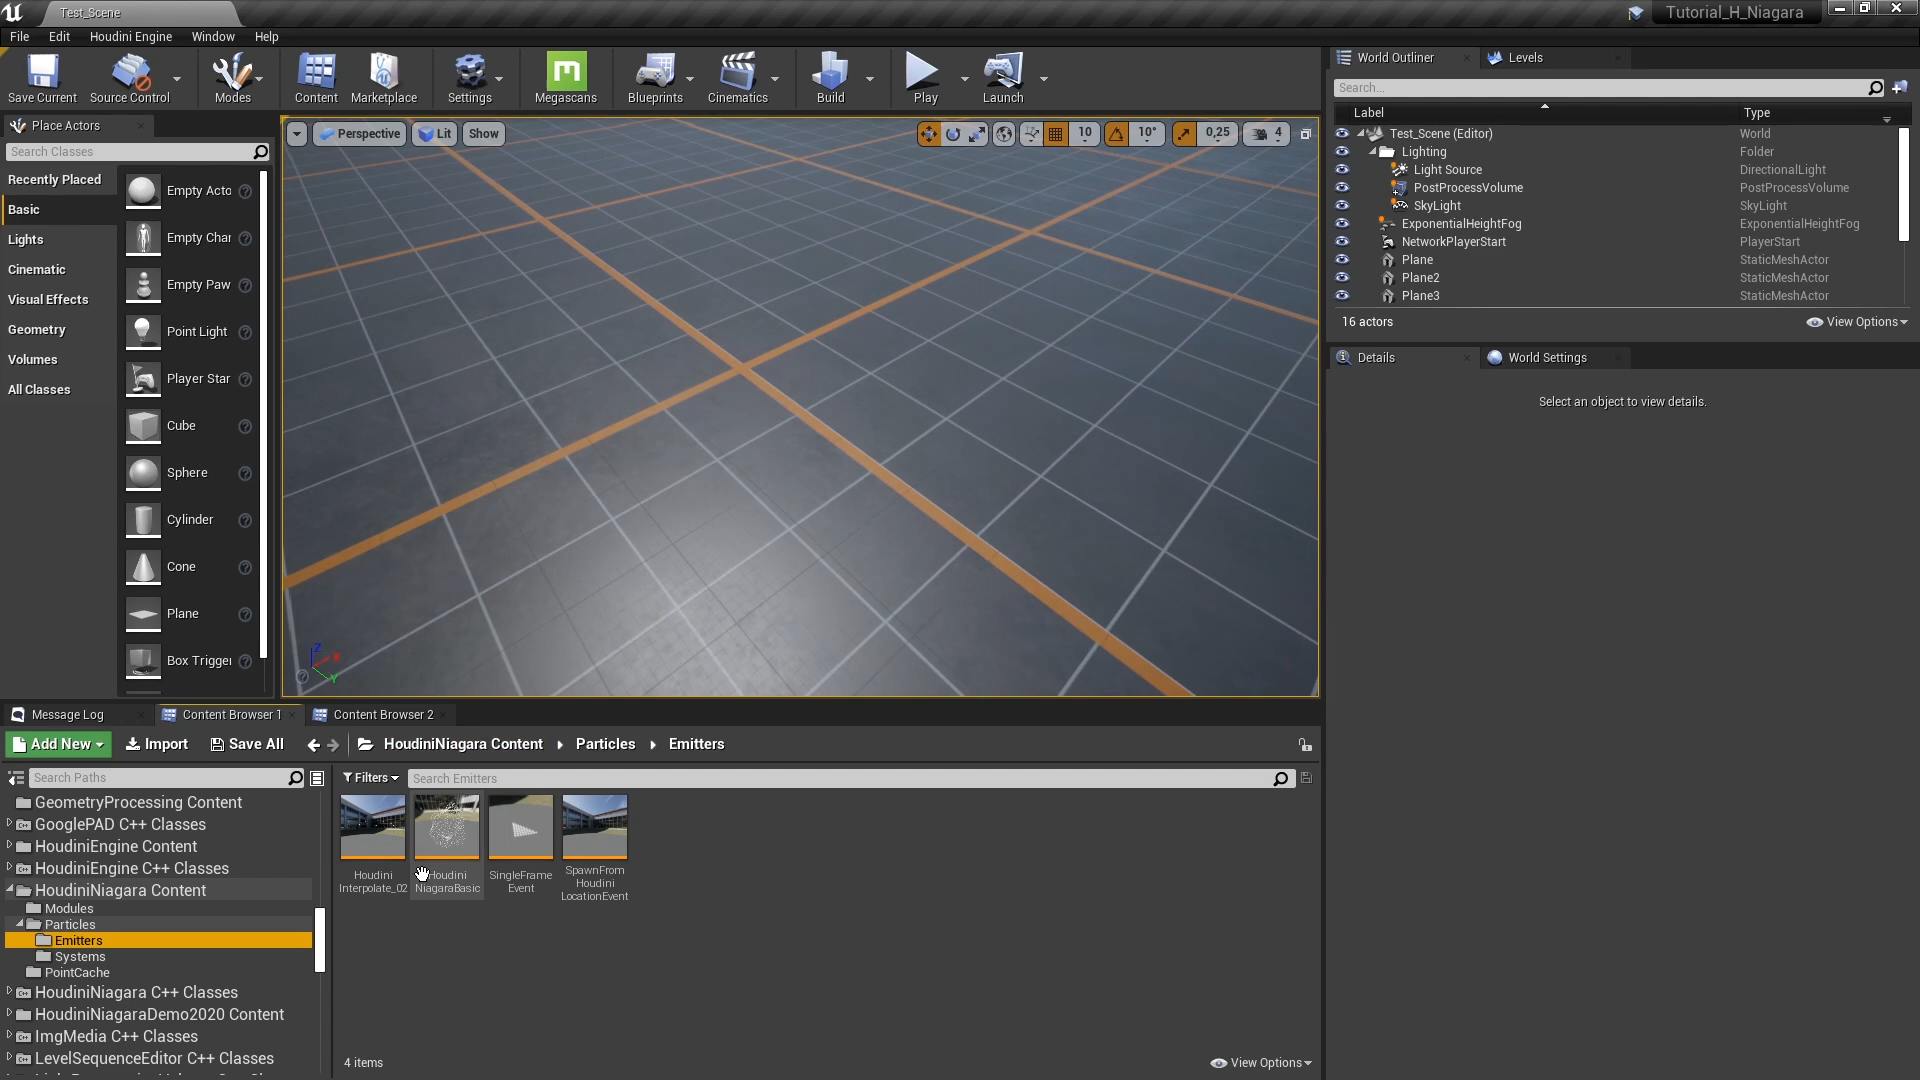 Test_Scene
Tutorial_H_Niagara
File Edit Houdini Engine Window Help
Save Current Source Control Modes Content Marketplace Settings Megascans Blueprints Cinematics Build Play Launch
Place Actors
Search Classes
Recently Placed
Basic
Lights
Cinematic
Visual Effects
Geometry
Volumes
All Classes
Empty Acto
Empty Char
Empty Paw
Point Light
Player Star
Cube
Sphere
Cylinder
Cone
Plane
Box Trigger
Perspective Lit Show
10 10° 0,25 4
Z X Y
World Outliner Levels
Search...
Label Type
Test_Scene (Editor) World
Lighting Folder
Light Source DirectionalLight
PostProcessVolume PostProcessVolume
SkyLight SkyLight
ExponentialHeightFog ExponentialHeightFog
NetworkPlayerStart PlayerStart
Plane StaticMeshActor
Plane2 StaticMeshActor
Plane3 StaticMeshActor
16 actors View Options
Details World Settings
Select an object to view details.
Message Log Content Browser 1 Content Browser 2
Add New Import Save All HoudiniNiagara Content Particles Emitters
Search Paths
GeometryProcessing Content
GooglePAD C++ Classes
HoudiniEngine Content
HoudiniEngine C++ Classes
HoudiniNiagara Content
Modules
Particles
Emitters
Systems
PointCache
HoudiniNiagara C++ Classes
HoudiniNiagaraDemo2020 Content
ImgMedia C++ Classes
LevelSequenceEditor C++ Classes
Filters Search Emitters
Houdini
Interpolate_02
Houdini
NiagaraBasic
SingleFrame
Event
SpawnFrom
Houdini
LocationEvent
4 items View Options